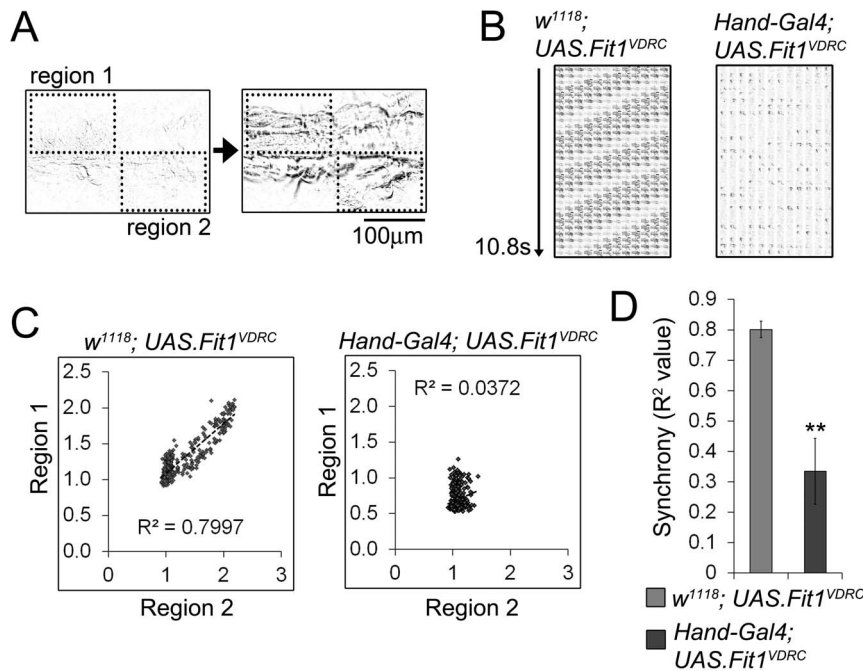 A
region 1
region 2
100μm
B
w1118;
UAS.Fit1VDRC
Hand-Gal4;
UAS.Fit1VDRC
10.8s
C
w1118; UAS.Fit1VDRC
Region 1
2.5
2.0
1.5
1.0
0.5
0.0
R² = 0.7997
0 1 2 3
Region 2
Hand-Gal4; UAS.Fit1VDRC
Region 1
2.5
2.0
1.5
1.0
0.5
0.0
R² = 0.0372
0 1 2 3
Region 2
D
Synchrony (R² value)
0.9
0.8
0.7
0.6
0.5
0.4
0.3
0.2
0.1
0
**
w1118; UAS.Fit1VDRC
Hand-Gal4;
UAS.Fit1VDRC